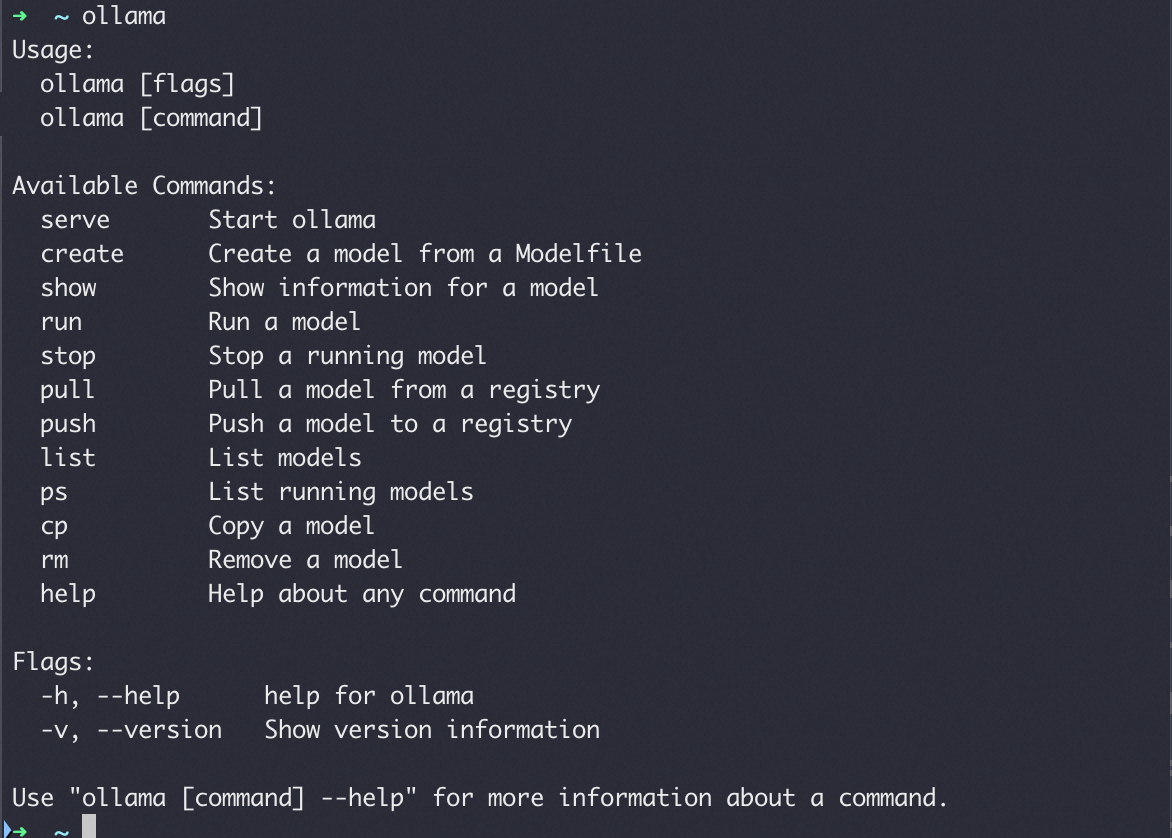 ➜  ~ ollama
Usage:
  ollama [flags]
  ollama [command]

Available Commands:
  serve       Start ollama
  create      Create a model from a Modelfile
  show        Show information for a model
  run         Run a model
  stop        Stop a running model
  pull        Pull a model from a registry
  push        Push a model to a registry
  list        List models
  ps          List running models
  cp          Copy a model
  rm          Remove a model
  help        Help about any command

Flags:
  -h, --help      help for ollama
  -v, --version   Show version information

Use "ollama [command] --help" for more information about a command.
➜  ~